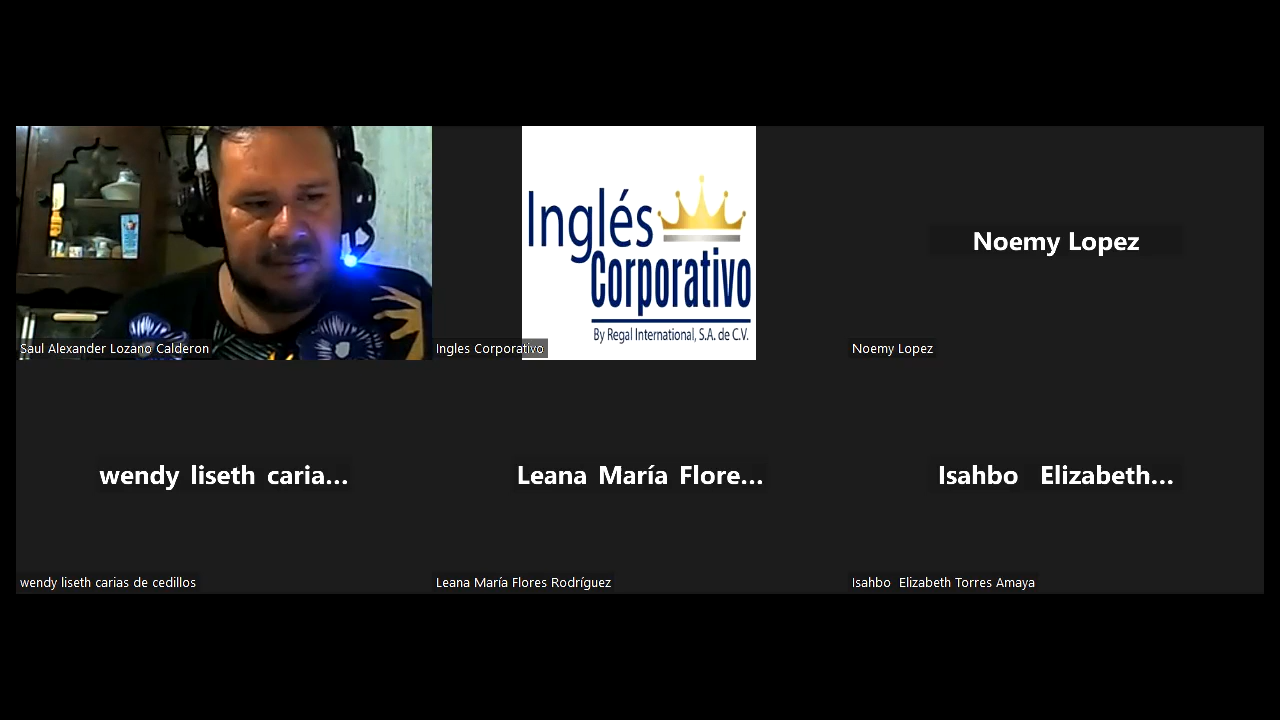 Saul Alexander Lozano Calderon
Inglés
Corporativo
By Regal International, S.A. de C.V.
Ingles Corporativo
Noemy Lopez
Noemy Lopez
wendy liseth caria...
wendy liseth carias de cedillos
Leana María Flore...
Leana María Flores Rodríguez
Isahbo Elizabeth...
Isahbo Elizabeth Torres Amaya